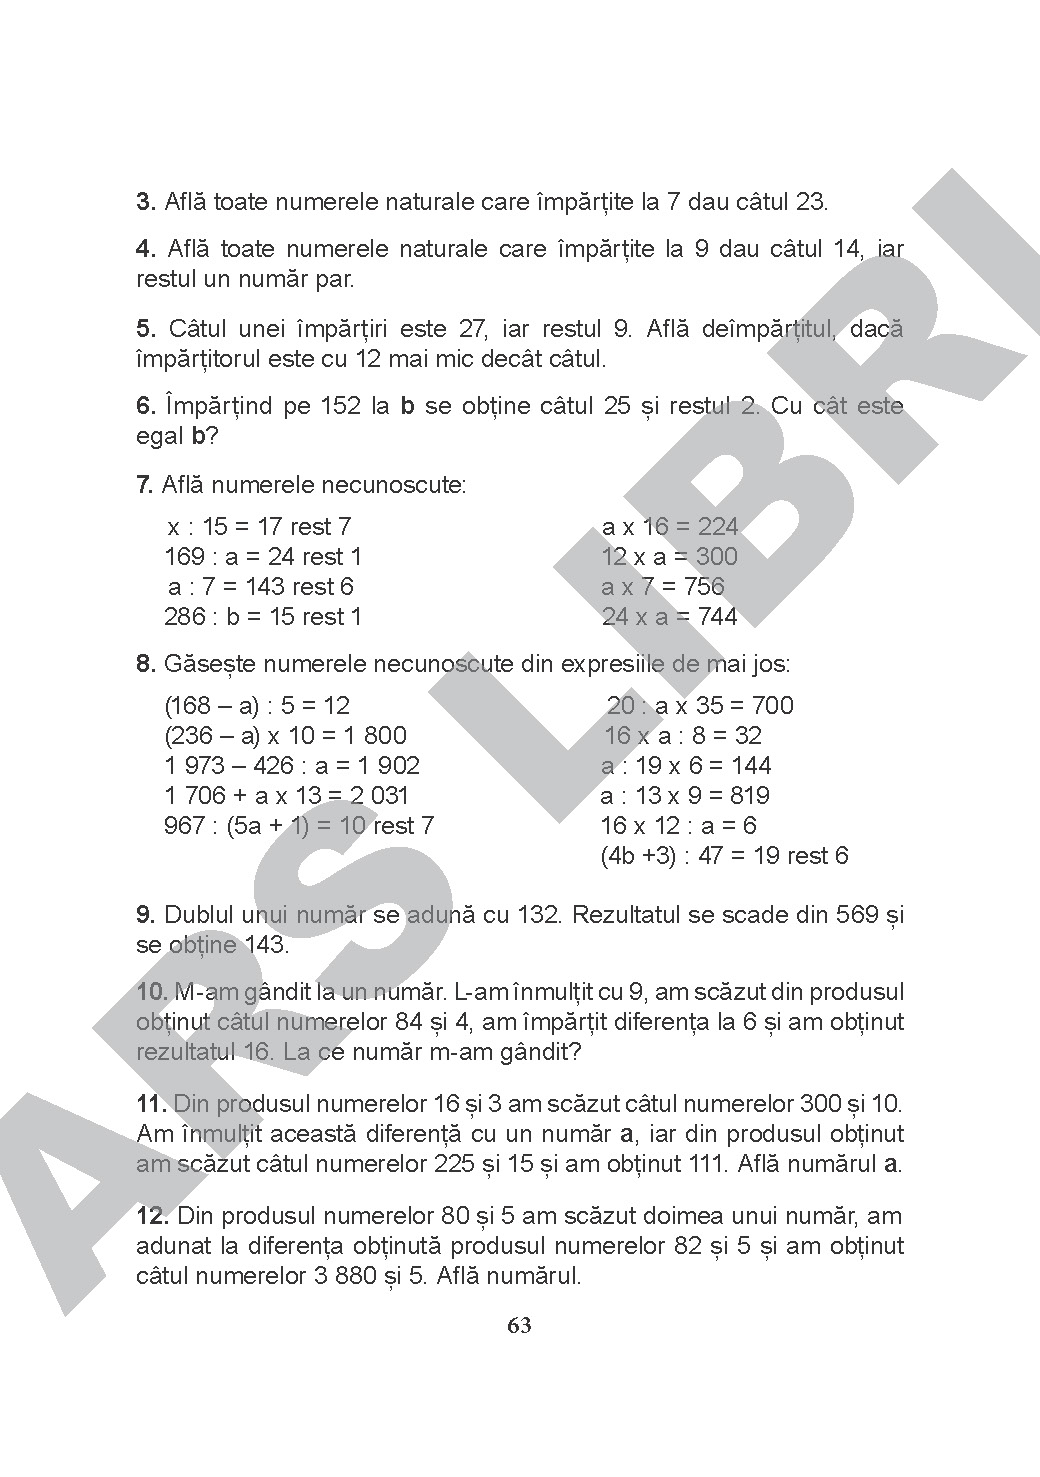 3. Află toate numerele naturale care împărțite la 7 dau câtul 23.
4. Află toate numerele naturale care împărțite la 9 dau câtul 14, iar
restul un număr par.
5. Câtul unei împărțiri este 27, iar restul 9. Află deîmpărțitul, dacă
împărțitorul este cu 12 mai mic decât câtul.
6. Împărțind pe 152 la b se obține câtul 25 și restul 2. Cu cât este
egal b?
7. Află numerele necunoscute:
x : 15 = 17 rest 7
169 : a = 24 rest 1
a : 7 = 143 rest 6
286 : b = 15 rest 1
a x 16 = 224
12 x a = 300
a x 7 = 756
24 x a = 744
8. Găsește numerele necunoscute din expresiile de mai jos:
(168 – a) : 5 = 12
(236 – a) x 10 = 1 800
1 973 – 426 : a = 1 902
1 706 + a x 13 = 2 031
967 : (5a + 1) = 10 rest 7
20 : a x 35 = 700
16 x a : 8 = 32
a : 19 x 6 = 144
a : 13 x 9 = 819
16 x 12 : a = 6
(4b +3) : 47 = 19 rest 6
9. Dublul unui număr se adună cu 132. Rezultatul se scade din 569 și
se obține 143.
10. M-am gândit la un număr. L-am înmulțit cu 9, am scăzut din produsul
obținut câtul numerelor 84 și 4, am împărțit diferența la 6 și am obținut
rezultatul 16. La ce număr m-am gândit?
11. Din produsul numerelor 16 și 3 am scăzut câtul numerelor 300 și 10.
Am înmulțit această diferență cu un număr a, iar din produsul obținut
am scăzut câtul numerelor 225 și 15 și am obținut 111. Află numărul a.
12. Din produsul numerelor 80 și 5 am scăzut doimea unui număr, am
adunat la diferența obținută produsul numerelor 82 și 5 și am obținut
câtul numerelor 3 880 și 5. Află numărul.
63
ARS LIBRI